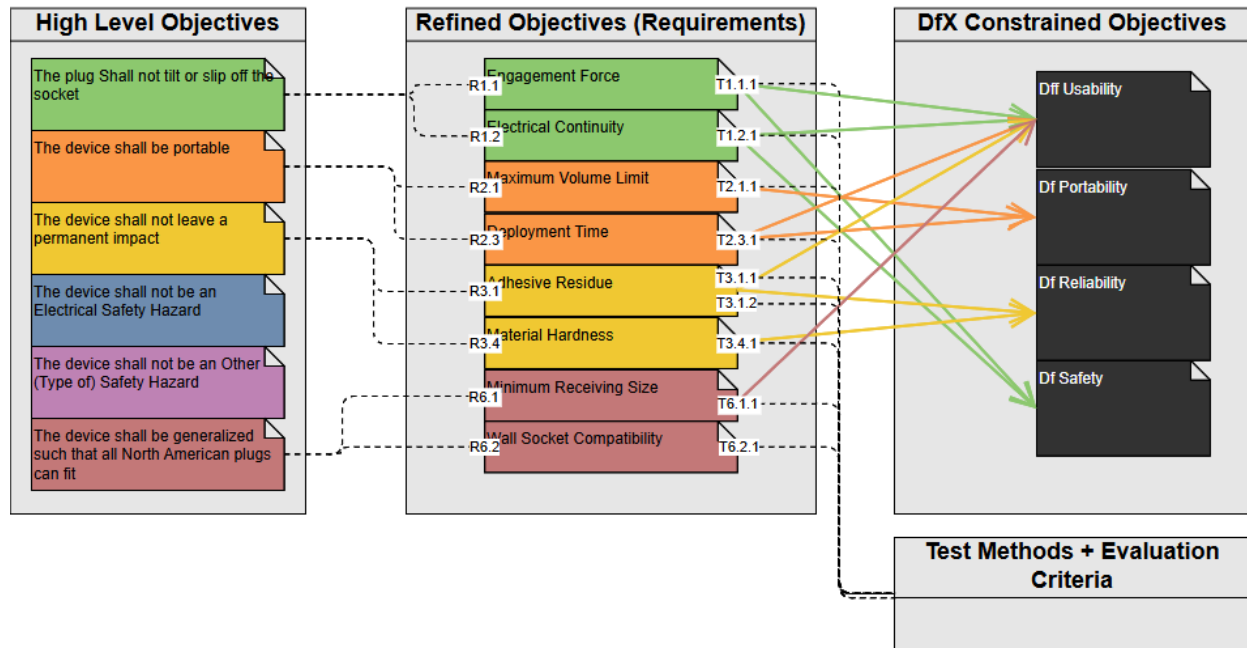 High Level Objectives
The plug Shall not tilt or slip off the
socket
The device shall be portable
The device shall not leave a
permanent impact
The device shall not be an
Electrical Safety Hazard
The device shall not be an Other
(Type of) Safety Hazard
The device shall be generalized
such that all North American plugs
can fit
Refined Objectives (Requirements)
R1.1
Engagement Force
T1.1.1
R1.2
Electrical Continuity
T1.2.1
R2.1
Maximum Volume Limit
T2.1.1
R2.3
Deployment Time
T2.3.1
R3.1
Adhesive Residue
T3.1.1
T3.1.2
R3.4
Material Hardness
T3.4.1
R6.1
Minimum Receiving Size
T6.1.1
R6.2
Wall Socket Compatibility
T6.2.1
DfX Constrained Objectives
Dff Usability
Df Portability
Df Reliability
Df Safety
Test Methods + Evaluation
Criteria